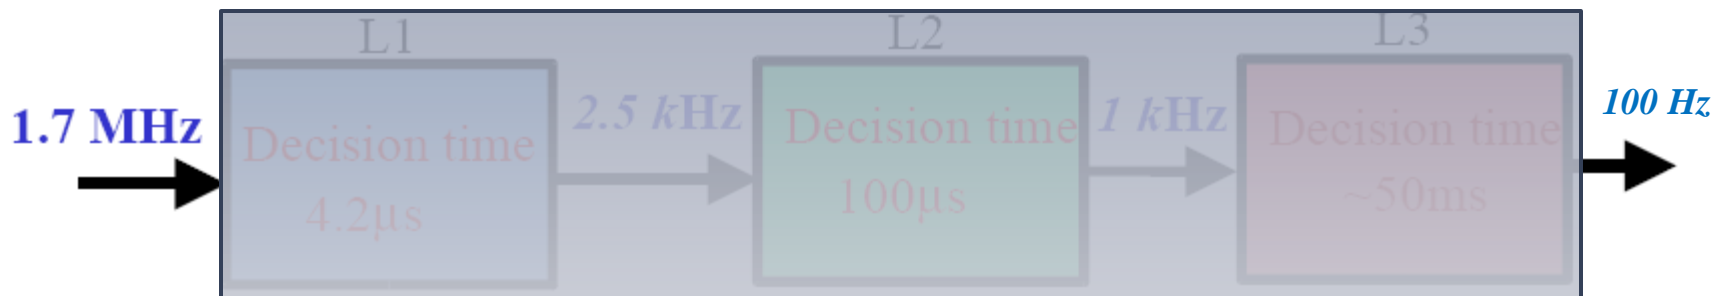 L1
L2
L3
1.7 MHz
Decision time
4.2μs
2.5 kHz
Decision time
100μs
1 kHz
Decision time
~50ms
100 Hz